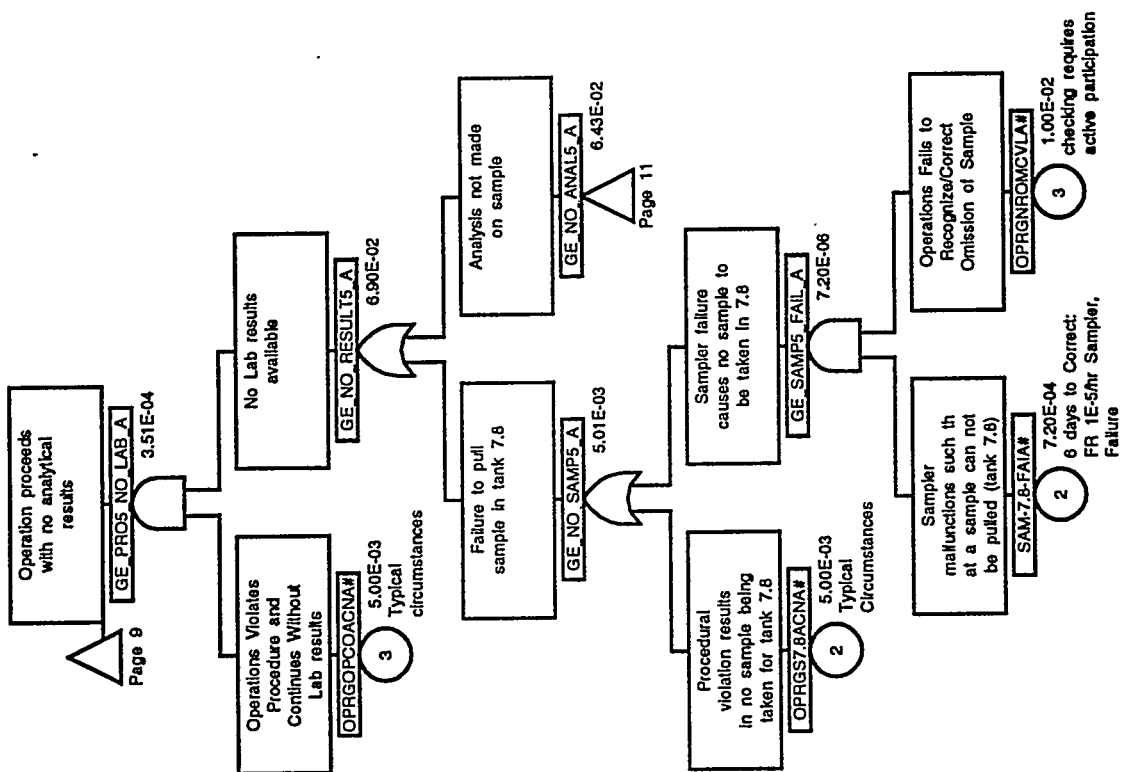 Operation proceeds
with no analytical
results
GE_PRO5_NO_LAB_A
3.51E-04
Page 9
Operations Violates
Procedure and
Continues Without
Lab results
OPRGOPCOACNA#
5.00E-03
Typical
circumstances
3
No Lab results
available
GE_NO_RESULT5_A
6.90E-02
Failure to pull
sample in tank 7.8
GE_NO_SAMP5_A
5.01E-03
Analysis not made
on sample
GE_NO_ANAL5_A
6.43E-02
Page 11
Procedural
violation results
in no sample being
taken for tank 7.8
OPRGS7.8ACNA#
5.00E-03
Typical
Circumstances
2
Sampler failure
causes no sample to
be taken in 7.8
GE_SAMP5_FAIL_A
7.20E-06
Sampler
malfunctions such th
at a sample can not
be pulled (tank 7.8)
SAM-7.8-FAIA#
7.20E-04
6 days to Correct:
FR 1E-5/hr Sampler,
Failure
2
Operations Fails to
Recognize/Correct
Omission of Sample
OPRGNROMCVLA#
1.00E-02
checking requires
active participation
3